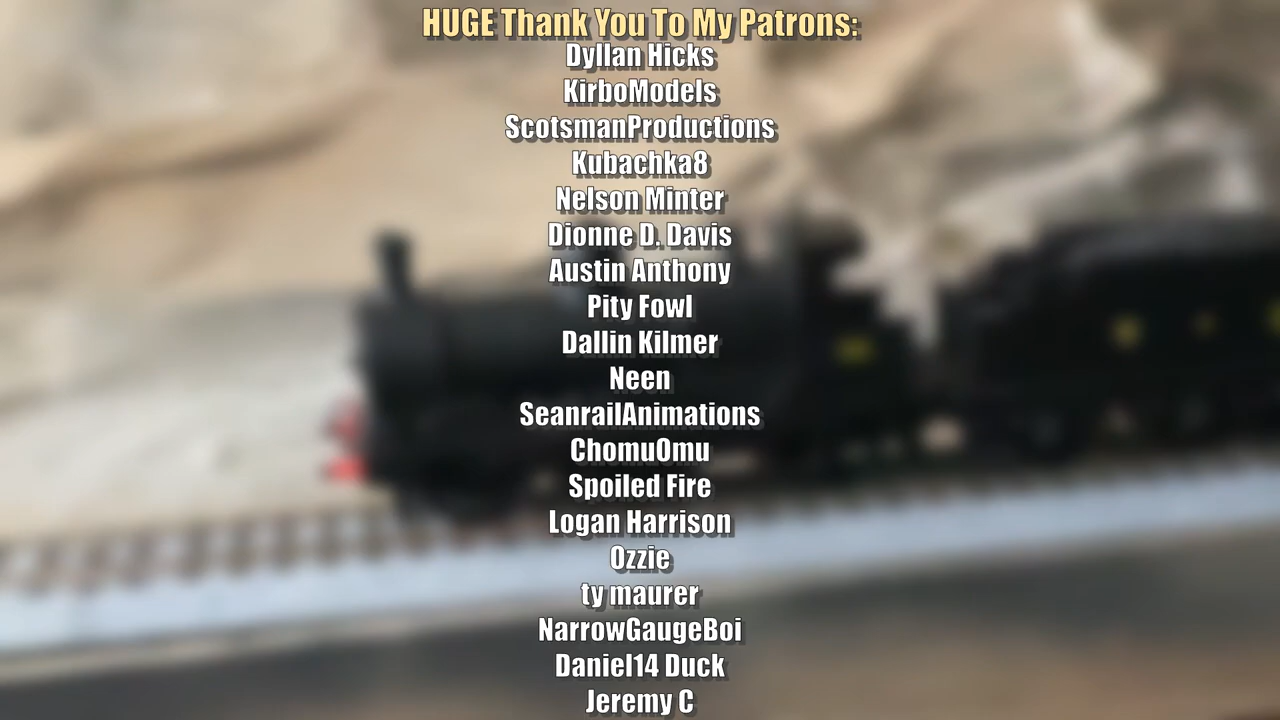 HUGE Thank You To My Patrons:
Dyllan Hicks
KirboModels
ScotsmanProductions
Kubachka8
Nelson Minter
Dionne D. Davis
Austin Anthony
Pity Fowl
Dallin Kilmer
Neen
SeanrailAnimations
ChomuOmu
Spoiled Fire
Logan Harrison
Ozzie
ty maurer
NarrowGaugeBoi
Daniel14 Duck
Jeremy C